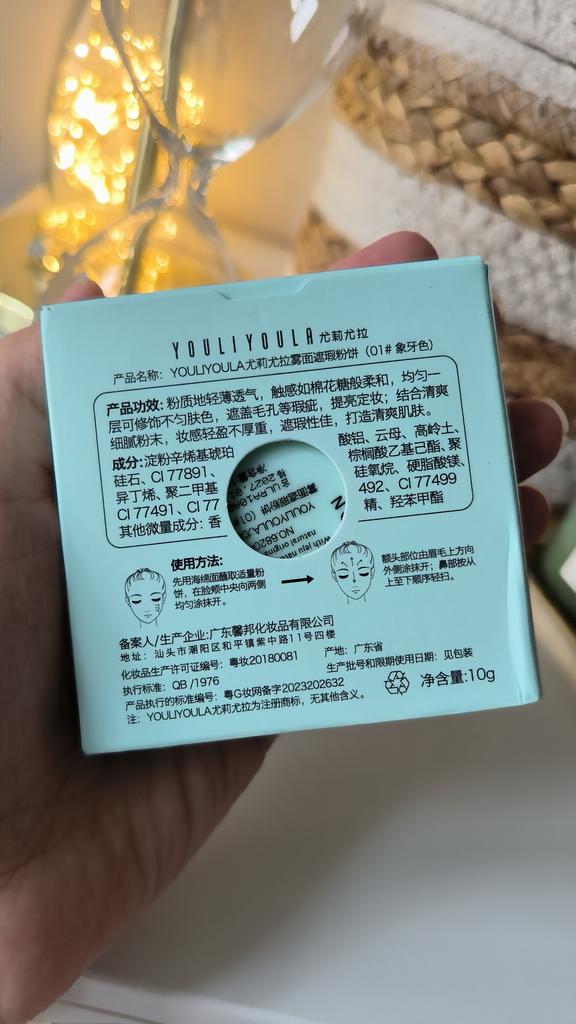 YOULIYOULA 尤莉尤拉
产品名称: YOULIYOULA尤莉尤拉雾面遮瑕粉饼 (01# 象牙色)
产品功效: 粉质地轻薄透气, 触感如棉花糖般柔和, 均匀一
层可修饰不匀肤色, 遮盖毛孔等瑕疵, 提亮定妆; 结合清爽
细腻粉末, 妆感轻盈不厚重, 遮瑕性佳, 打造清爽肌肤。
成分: 淀粉辛烯基琥珀
酸铝、云母、高岭土、
硅石、CI 77891、
棕榈酸乙基己酯、聚
异丁烯、聚二甲基
硅氧烷、硬脂酸镁、
CI 77491、CI 77
492、CI 77499
其他微量成分: 香
精、羟苯甲酯
雾面遮瑕粉饼 (01
YOULIYOULA
使用方法:
先用海绵面蘸取适量粉
饼, 在脸颊中央向两侧
均匀涂抹开。
额头部位由眉毛上方向
外侧涂抹开; 鼻部按从
上至下顺序轻扫。
备案人/生产企业:广东馨邦化妆品有限公司
地址: 汕头市潮阳区和平镇紫中路11号四楼
化妆品生产许可证编号: 粤妆20180081
产地: 广东省
执行标准: QB /1976
生产批号和限期使用日期: 见包装
产品执行的标准编号: 粤G妆网备字2023202632
净含量:10g
注: YOULIYOULA尤莉尤拉为注册商标, 无其他含义。